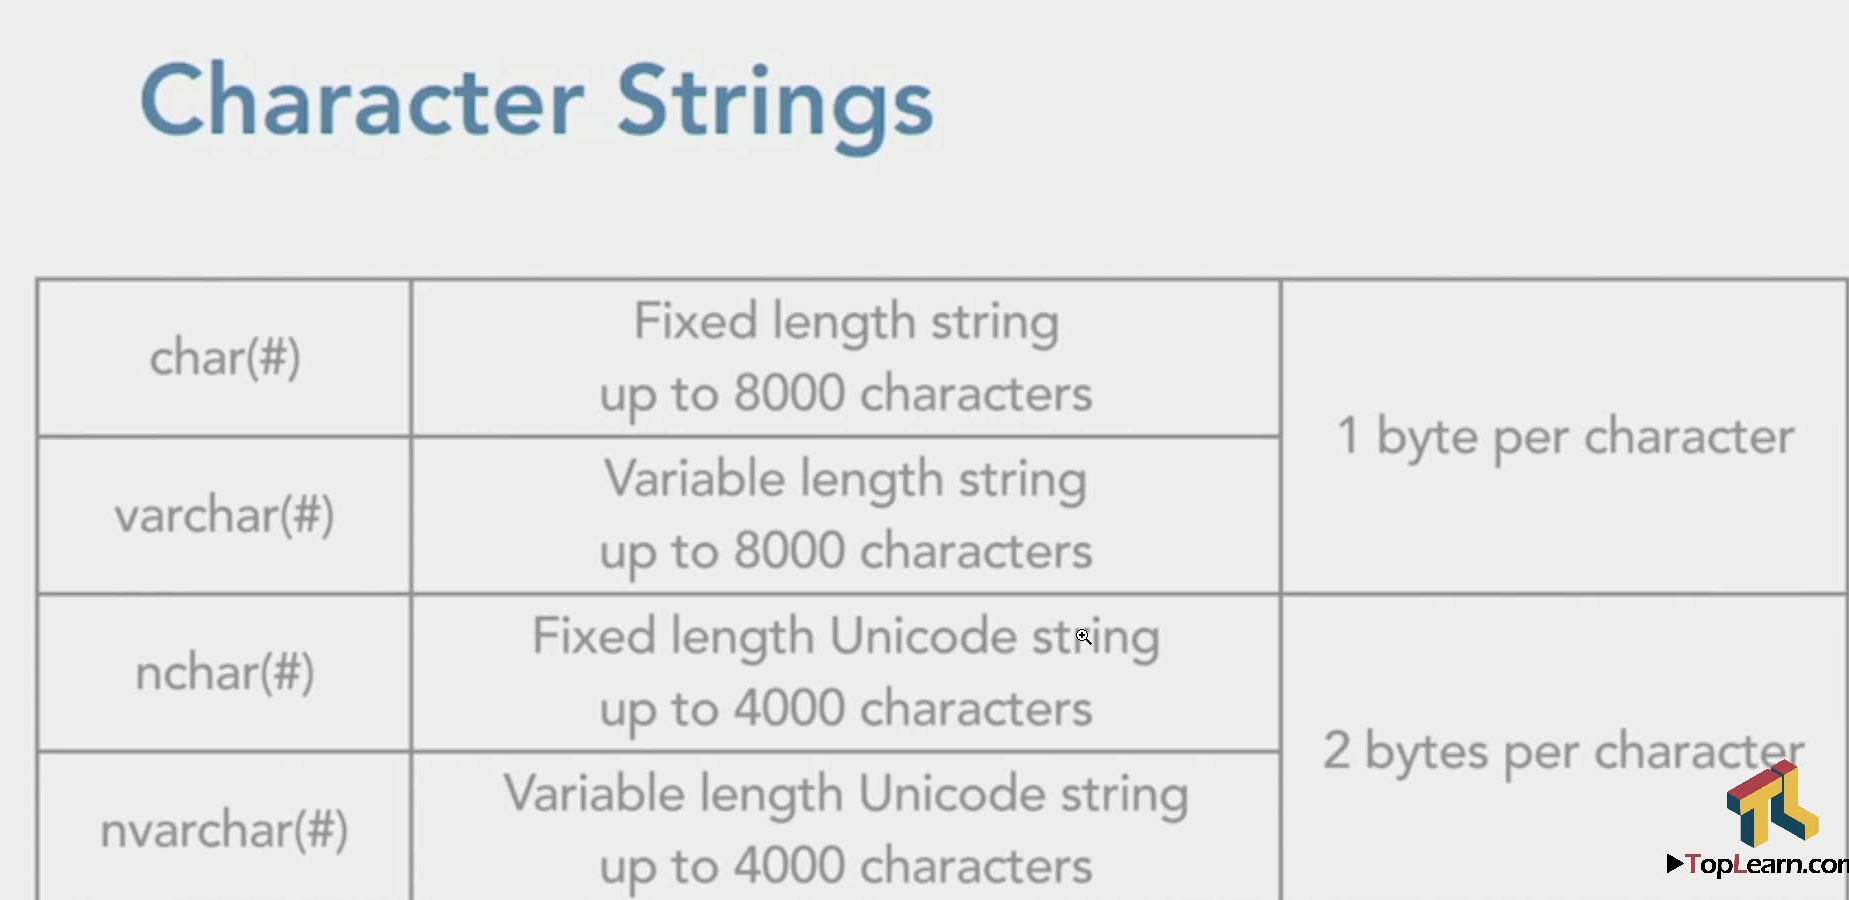 Character Strings
char(#)
Fixed length string
up to 8000 characters
1 byte per character
varchar(#)
Variable length string
up to 8000 characters
nchar(#)
Fixed length Unicode string
up to 4000 characters
2 bytes per character
nvarchar(#)
Variable length Unicode string
up to 4000 characters
TL
TopLearn.com